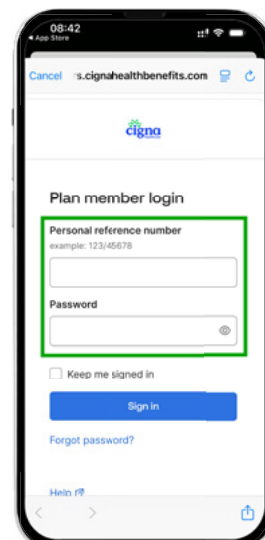 08:42
◀ App Store
Cancel s.cignahealthbenefits.com
cigna
Plan member login
Personal reference number
example: 123/45678
Password
Keep me signed in
Sign in
Forgot password?
Help